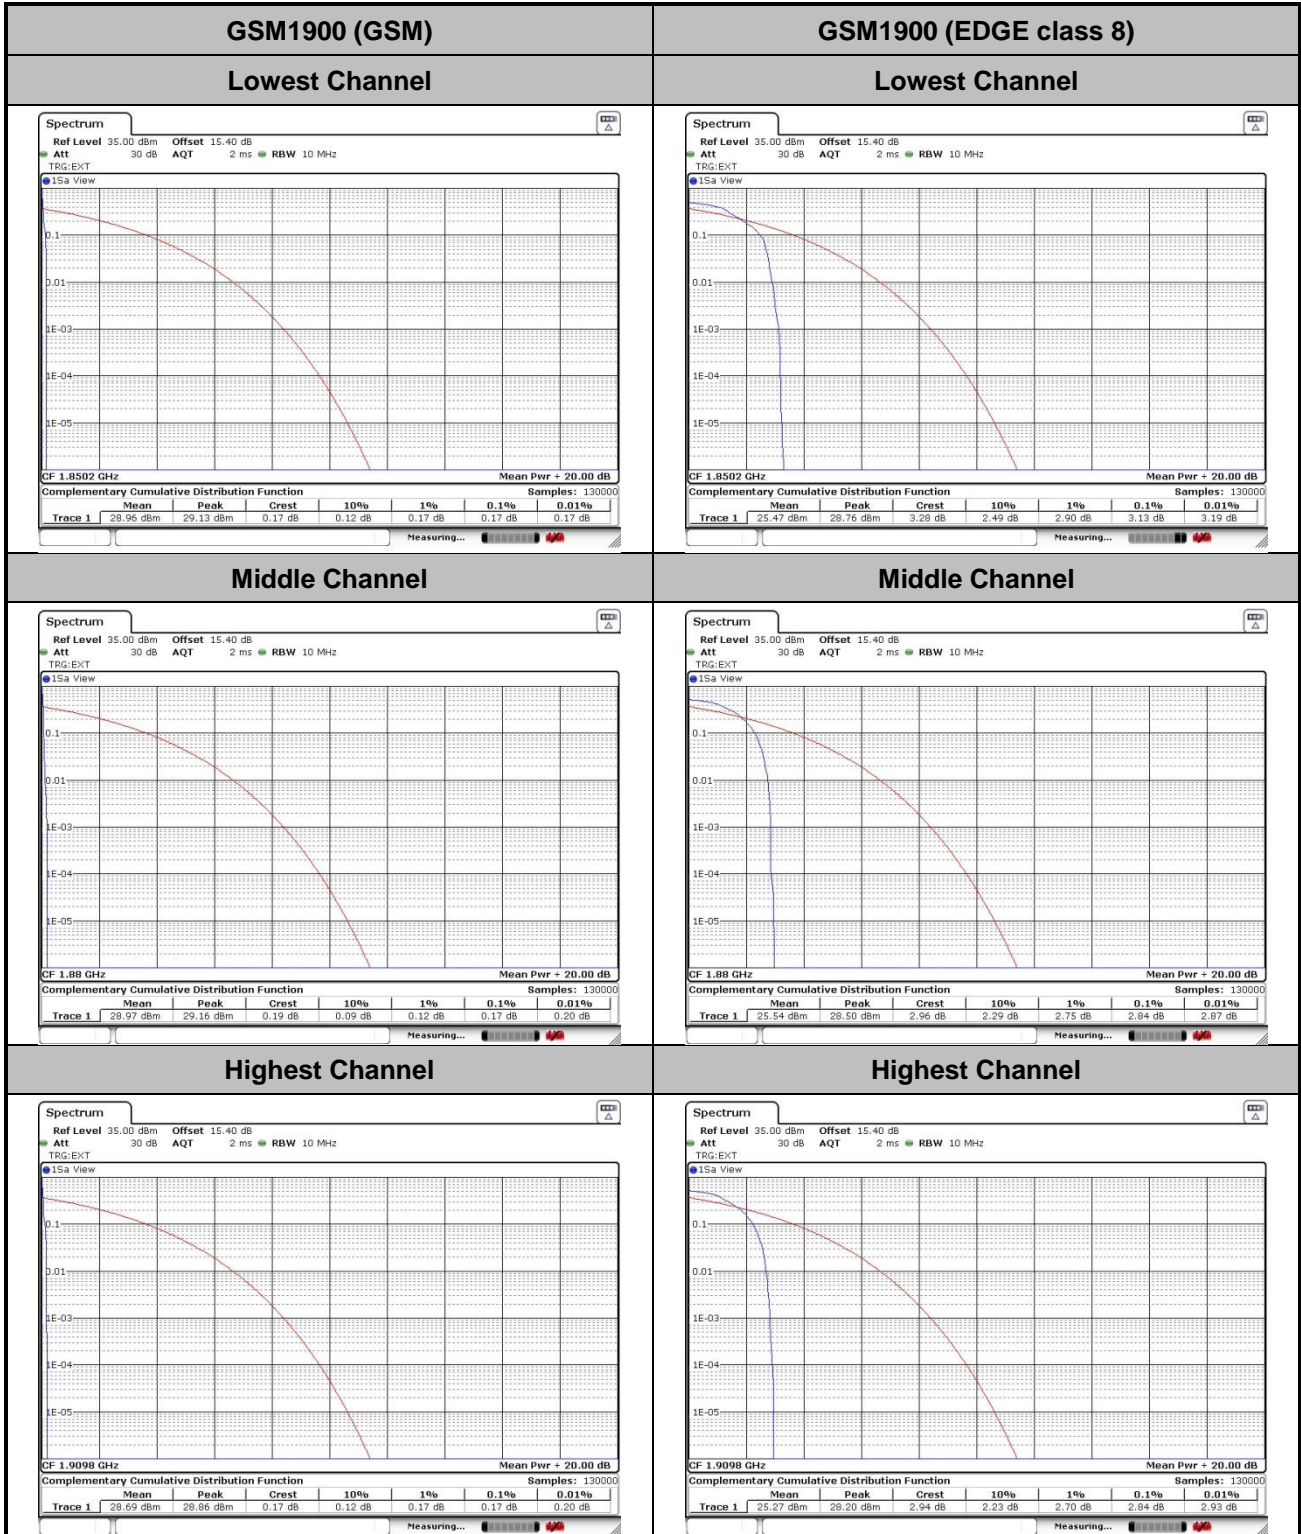 GSM1900 (GSM)
GSM1900 (EDGE class 8)
Lowest Channel
Lowest Channel
Spectrum
Ref Level 35.00 dBm Offset 15.40 dB
Att 30 dB AQT 2 ms RBW 10 MHz
TRG:EXT
1Sa View
0.1
0.01
1E-03
1E-04
1E-05
CF 1.8502 GHz Mean Pwr + 20.00 dB
Complementary Cumulative Distribution Function Samples: 130000
Mean Peak Crest 10% 1% 0.1% 0.01%
Trace 1 28.96 dBm 29.13 dBm 0.17 dB 0.12 dB 0.17 dB 0.17 dB 0.17 dB
Measuring...
Spectrum
Ref Level 35.00 dBm Offset 15.40 dB
Att 30 dB AQT 2 ms RBW 10 MHz
TRG:EXT
1Sa View
0.1
0.01
1E-03
1E-04
1E-05
CF 1.8502 GHz Mean Pwr + 20.00 dB
Complementary Cumulative Distribution Function Samples: 130000
Mean Peak Crest 10% 1% 0.1% 0.01%
Trace 1 25.47 dBm 28.76 dBm 3.28 dB 2.49 dB 2.90 dB 3.13 dB 3.19 dB
Measuring...
Middle Channel
Middle Channel
Spectrum
Ref Level 35.00 dBm Offset 15.40 dB
Att 30 dB AQT 2 ms RBW 10 MHz
TRG:EXT
1Sa View
0.1
0.01
1E-03
1E-04
1E-05
CF 1.88 GHz Mean Pwr + 20.00 dB
Complementary Cumulative Distribution Function Samples: 130000
Mean Peak Crest 10% 1% 0.1% 0.01%
Trace 1 28.97 dBm 29.16 dBm 0.19 dB 0.09 dB 0.12 dB 0.17 dB 0.20 dB
Measuring...
Spectrum
Ref Level 35.00 dBm Offset 15.40 dB
Att 30 dB AQT 2 ms RBW 10 MHz
TRG:EXT
1Sa View
0.1
0.01
1E-03
1E-04
1E-05
CF 1.88 GHz Mean Pwr + 20.00 dB
Complementary Cumulative Distribution Function Samples: 130000
Mean Peak Crest 10% 1% 0.1% 0.01%
Trace 1 25.54 dBm 28.50 dBm 2.96 dB 2.29 dB 2.75 dB 2.84 dB 2.87 dB
Measuring...
Highest Channel
Highest Channel
Spectrum
Ref Level 35.00 dBm Offset 15.40 dB
Att 30 dB AQT 2 ms RBW 10 MHz
TRG:EXT
1Sa View
0.1
0.01
1E-03
1E-04
1E-05
CF 1.9098 GHz Mean Pwr + 20.00 dB
Complementary Cumulative Distribution Function Samples: 130000
Mean Peak Crest 10% 1% 0.1% 0.01%
Trace 1 28.69 dBm 28.86 dBm 0.17 dB 0.12 dB 0.17 dB 0.17 dB 0.20 dB
Measuring...
Spectrum
Ref Level 35.00 dBm Offset 15.40 dB
Att 30 dB AQT 2 ms RBW 10 MHz
TRG:EXT
1Sa View
0.1
0.01
1E-03
1E-04
1E-05
CF 1.9098 GHz Mean Pwr + 20.00 dB
Complementary Cumulative Distribution Function Samples: 130000
Mean Peak Crest 10% 1% 0.1% 0.01%
Trace 1 25.27 dBm 28.20 dBm 2.94 dB 2.23 dB 2.70 dB 2.84 dB 2.93 dB
Measuring...